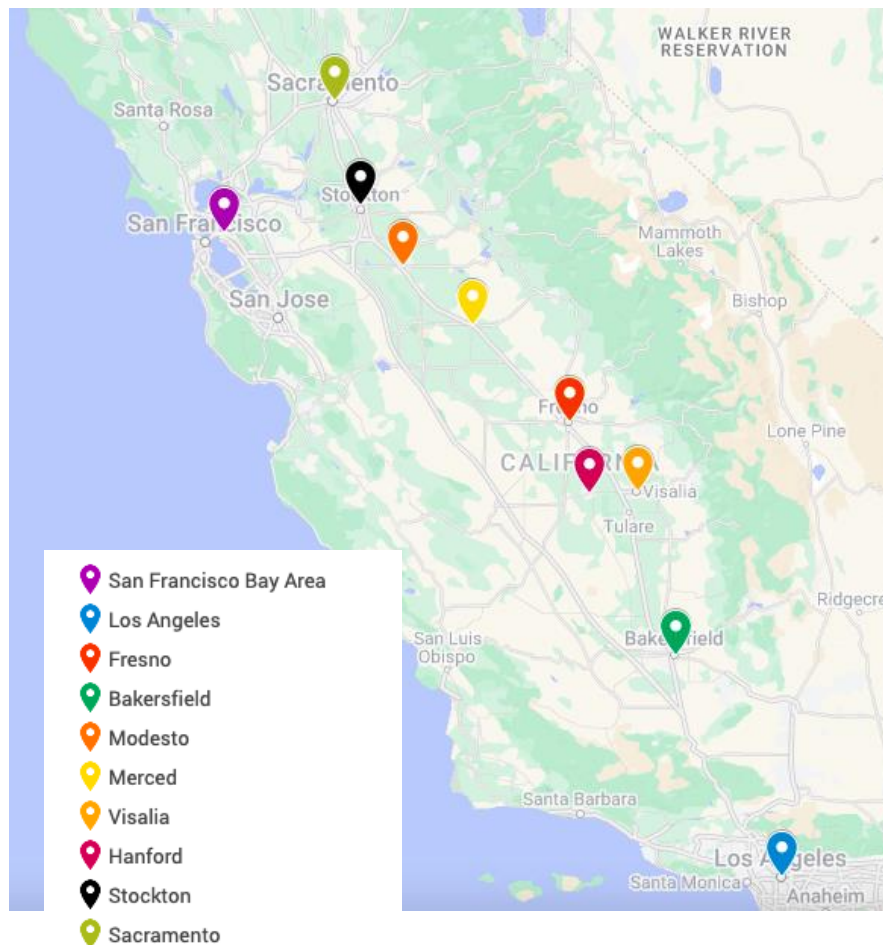 WALKER RIVER
RESERVATION
Sacramento
Santa Rosa
Stockton
San Francisco
Mammoth
Lakes
San Jose
Bishop
Fresno
Lone Pine
CALIFORNIA
Visalia
Tulare
Ridgecre
San Luis
Obispo
Bakersfield
Santa Barbara
Los Angeles
Santa Monica
Anaheim
San Francisco Bay Area
Los Angeles
Fresno
Bakersfield
Modesto
Merced
Visalia
Hanford
Stockton
Sacramento